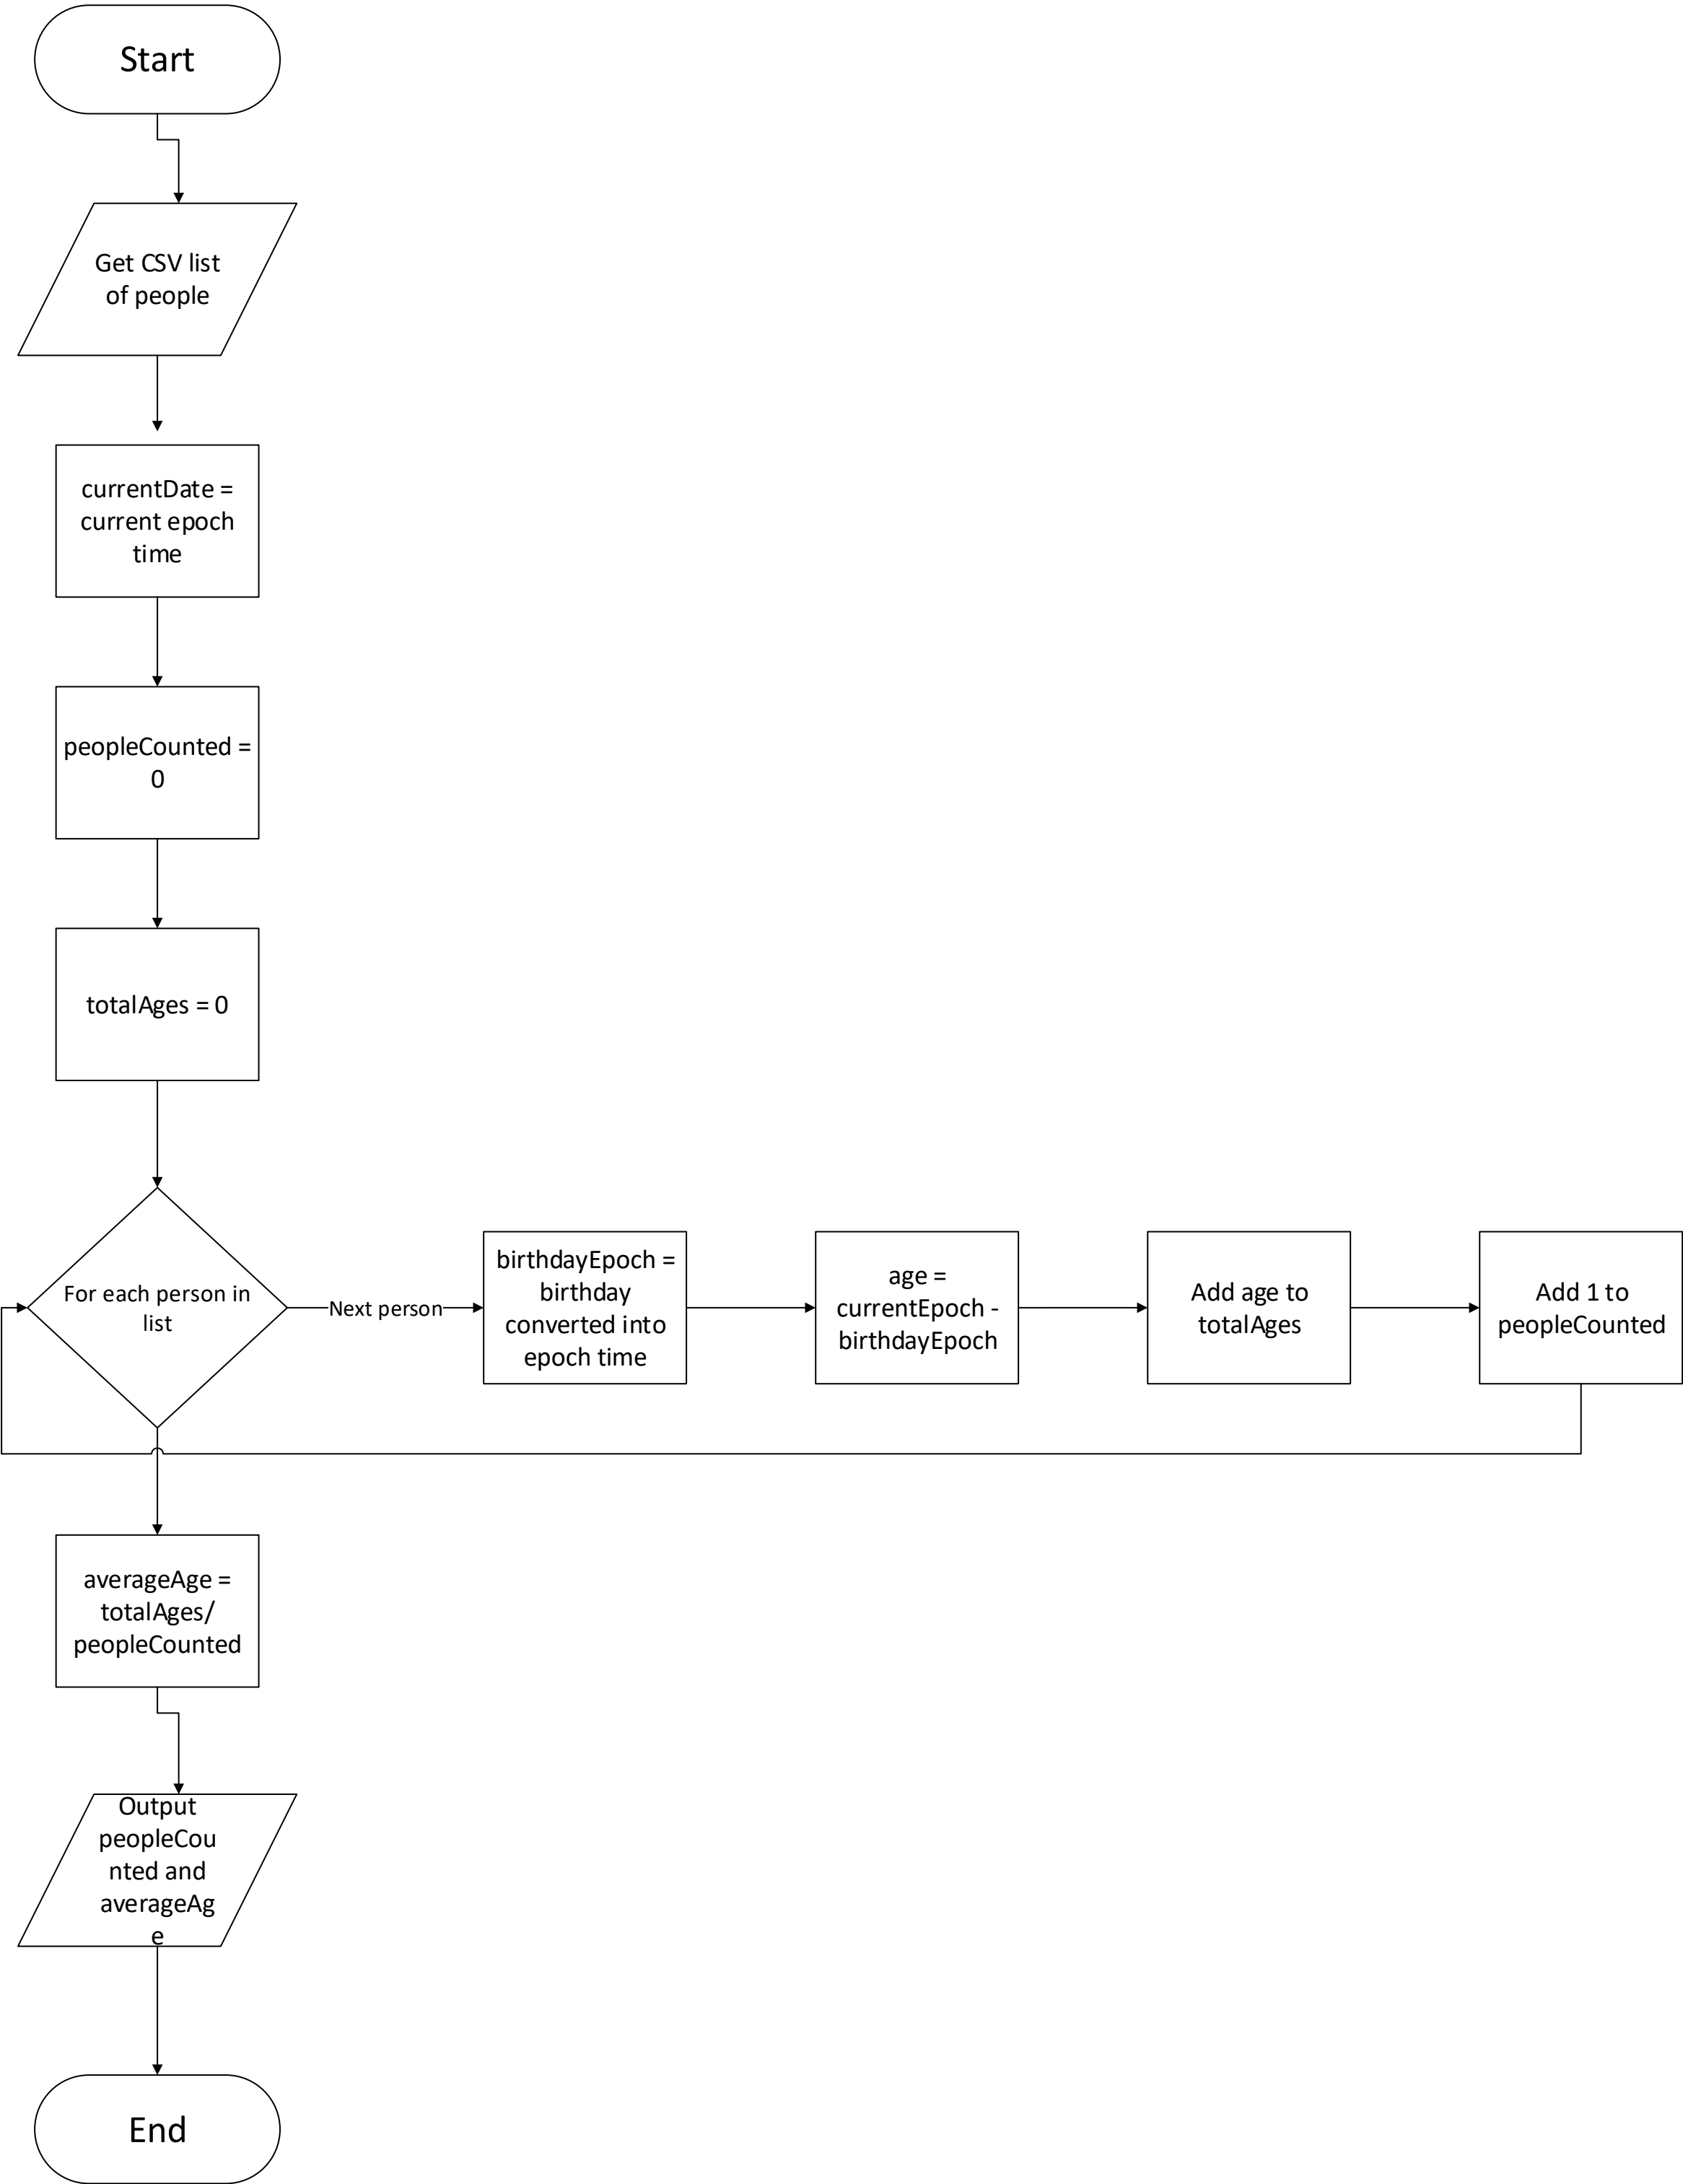 Start
Get CSV list
of people
currentDate =
current epoch
time
peopleCounted =
0
totalAges = 0
For each person in
list
Next person
birthdayEpoch =
birthday
converted into
epoch time
age =
currentEpoch -
birthdayEpoch
Add age to
totalAges
Add 1 to
peopleCounted
averageAge =
totalAges/
peopleCounted
Output
peopleCou
nted and
averageAg
e
End